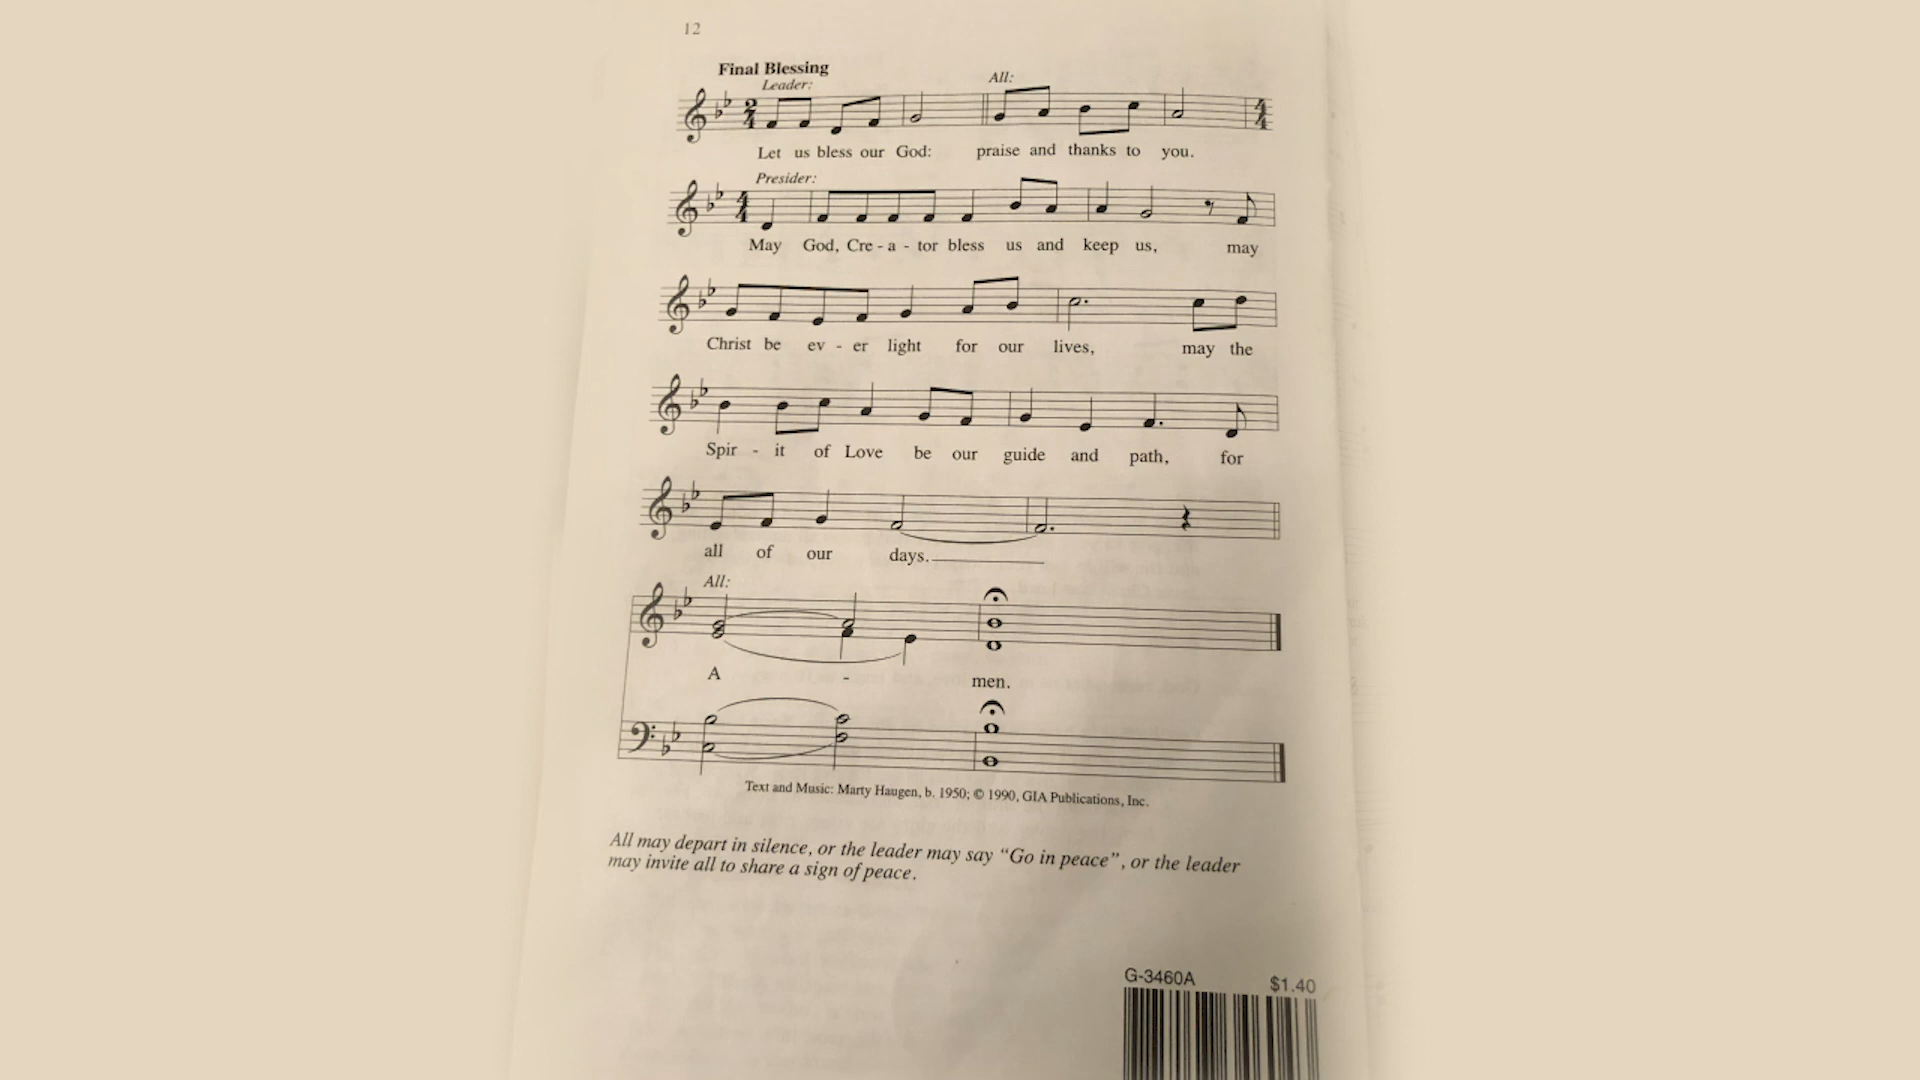 12
Final Blessing
Leader: All:
Let us bless our God: praise and thanks to you.
Presider:
May God, Cre - a - tor bless us and keep us, may
Christ be ev - er light for our lives, may the
Spir - it of Love be our guide and path, for
all of our days.
All:
A - men.
Text and Music: Marty Haugen, b. 1950; © 1990, GIA Publications, Inc.
All may depart in silence, or the leader may say “Go in peace”, or the leader
may invite all to share a sign of peace.
G-3460A $1.40